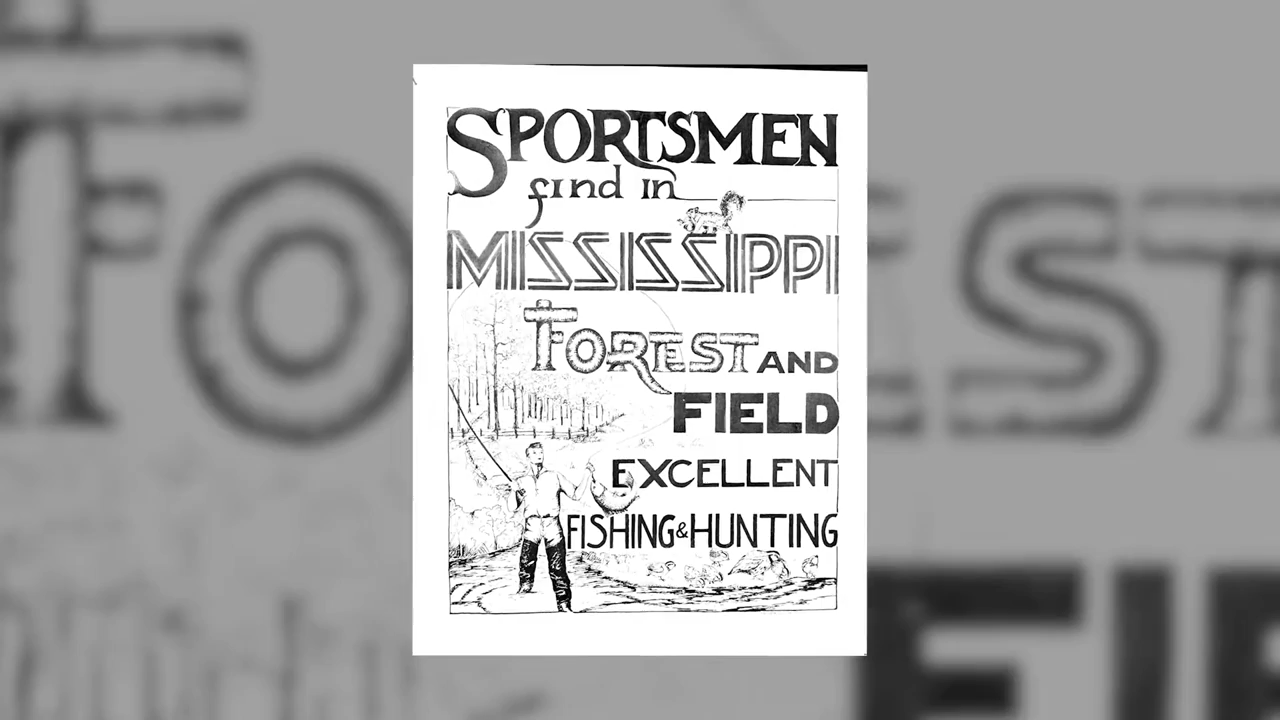 SPORTSMEN
find in
MISSISSIPPI
FOREST AND
FIELD
EXCELLENT
FISHING & HUNTING